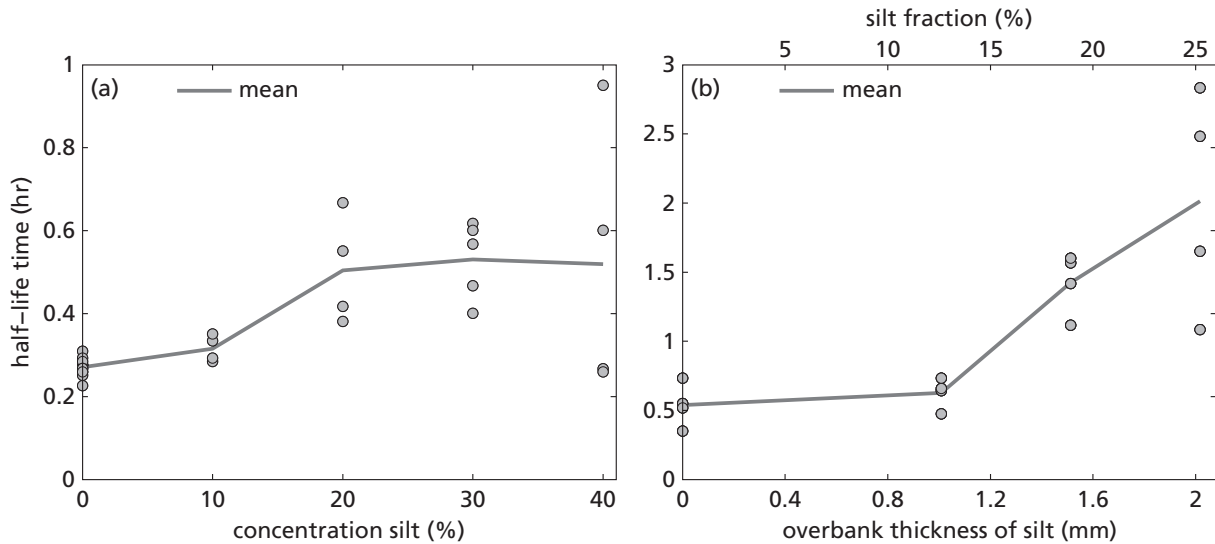 silt fraction (%)
5 10 15 20 25
(a) mean
1
0.8
0.6
0.4
0.2
0
half–life time (hr)
0 10 20 30 40
concentration silt (%)
(b) mean
3
2.5
2
1.5
1
0.5
0
0 0.4 0.8 1.2 1.6 2
overbank thickness of silt (mm)